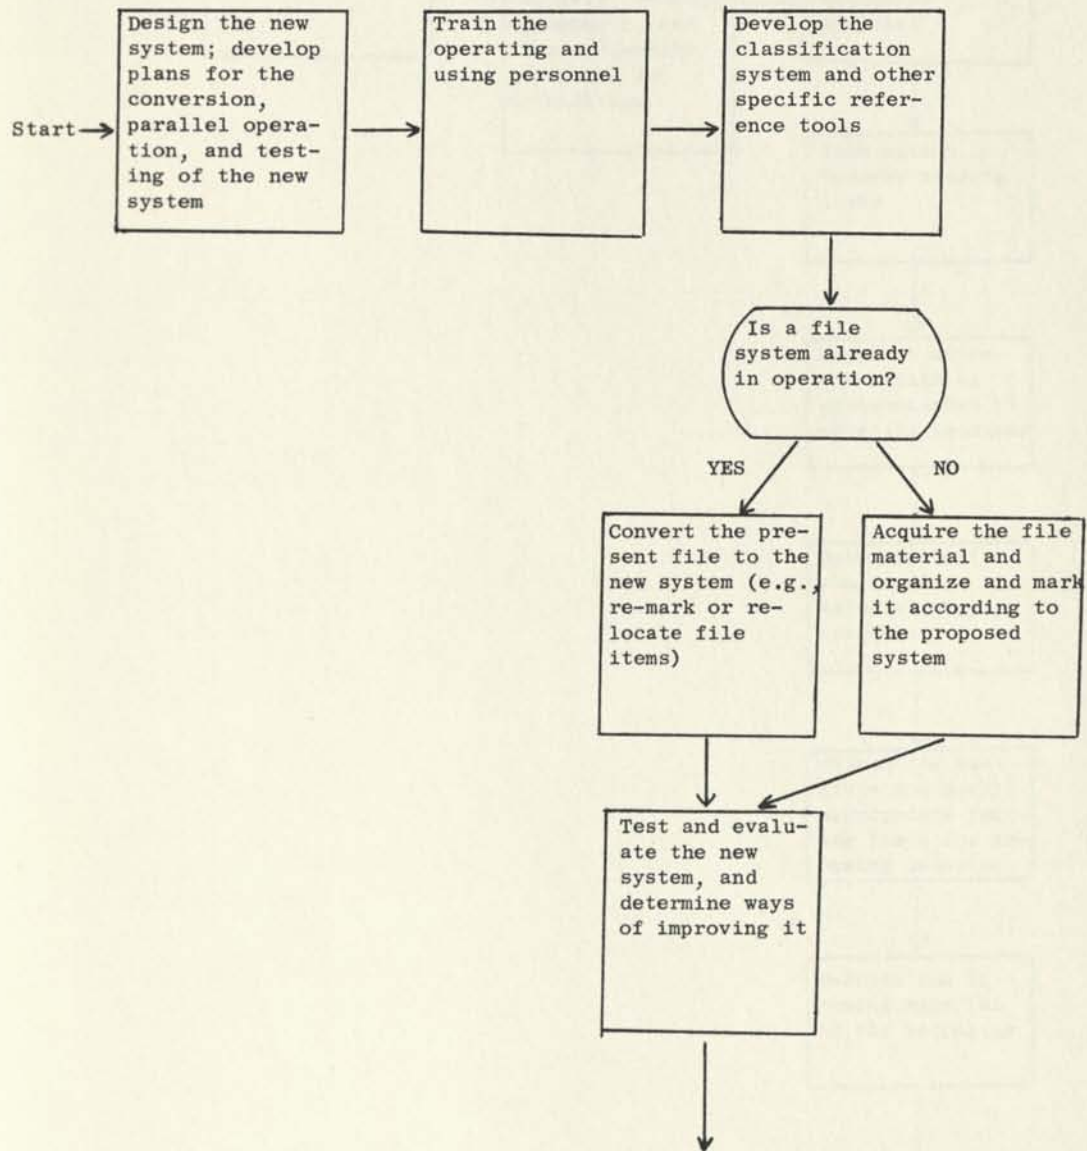 Start
Design the new
system; develop
plans for the
conversion,
parallel opera-
tion, and test-
ing of the new
system
Train the
operating and
using personnel
Develop the
classification
system and other
specific refer-
ence tools
Is a file
system already
in operation?
YES
NO
Convert the pre-
sent file to the
new system (e.g.,
re-mark or re-
locate file
items)
Acquire the file
material and
organize and mark
it according to
the proposed
system
Test and evalu-
ate the new
system, and
determine ways
of improving it